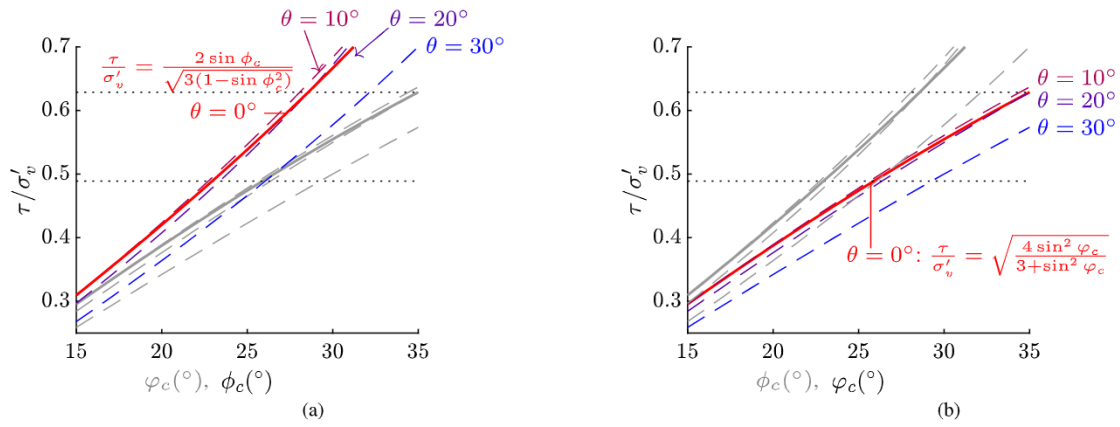 θ = 10° θ = 20°
θ = 30°
0.7
τ/σ′v = 2 sin ϕc / √3(1−sin ϕ²c)
θ = 0°
0.6
0.5
0.4
0.3
τ/σ′v
15 20 25 30 35
φc(°), ϕc(°)
(a)
0.7
θ = 10°
θ = 20°
θ = 30°
0.6
0.5
0.4
0.3
τ/σ′v
θ = 0°: τ/σ′v = √(4 sin² φc / 3+sin² φc)
15 20 25 30 35
ϕc(°), φc(°)
(b)